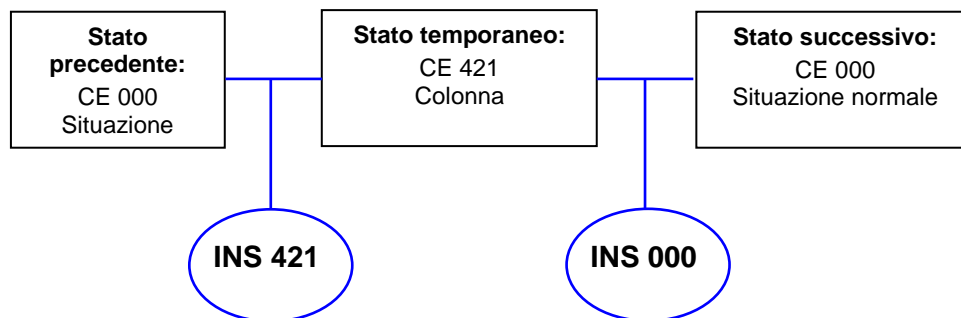 Stato
precedente:
CE 000
Situazione
Stato temporaneo:
CE 421
Colonna
Stato successivo:
CE 000
Situazione normale
INS 421
INS 000